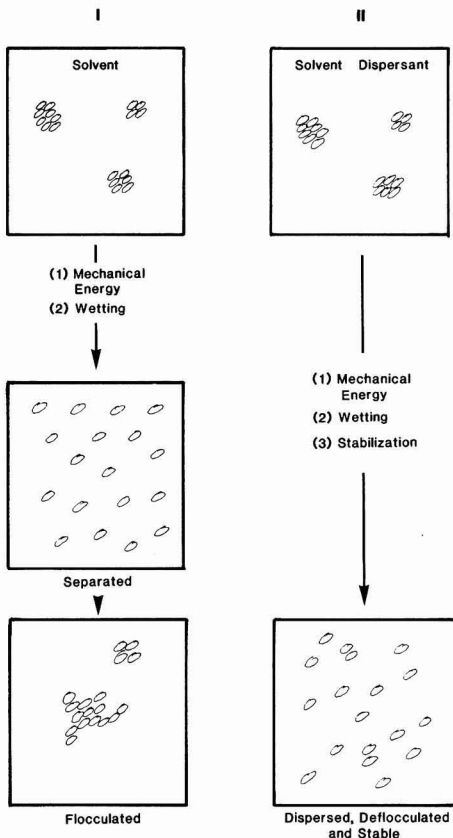 I
II
Solvent
Solvent Dispersant
(1) Mechanical
Energy
(2) Wetting
(1) Mechanical
Energy
(2) Wetting
(3) Stabilization
Separated
Flocculated
Dispersed, Deflocculated
and Stable